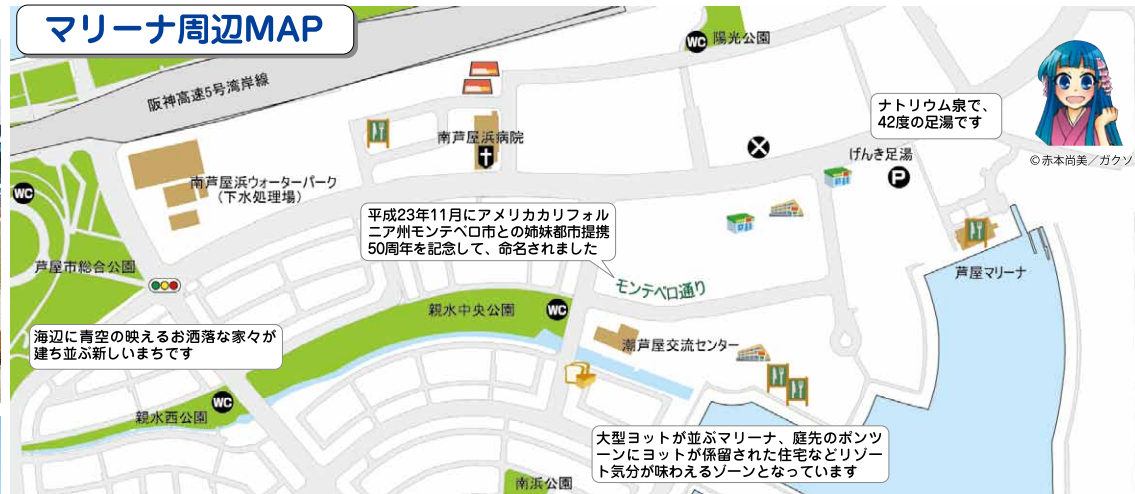 マリーナ周辺MAP
WC
陽光公園
阪神高速5号湾岸線
ナトリウム泉で、
42度の足湯です
©赤本尚美／ガクソ
南芦屋浜病院
げんき足湯
P
WC
南芦屋浜ウォーターパーク
（下水処理場）
平成23年11月にアメリカカリフォル
ニア州モンテベロ市との姉妹都市提携
50周年を記念して、命名されました
芦屋市総合公園
芦屋マリーナ
モンテベロ通り
親水中央公園
WC
海辺に青空の映えるお洒落な家々が
建ち並ぶ新しいまちです
潮芦屋交流センター
WC
親水西公園
大型ヨットが並ぶマリーナ、庭先のポンツ
ーンにヨットが係留された住宅などリゾー
ト気分が味わえるゾーンとなっています
南浜公園